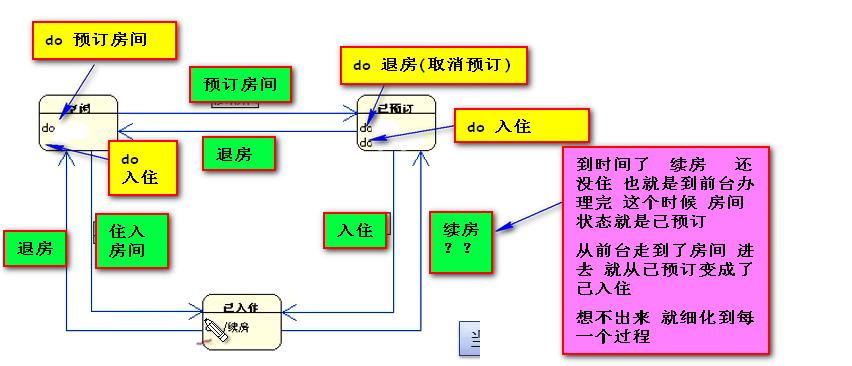 do 预订房间
do 退房(取消预订)
预订房间
已预订
do
do
do
do 入住
退房
do
入住
到时间了 续房 还
没住 也就是到前台办
理完 这个时候 房间
状态就是已预订
从前台走到了房间 进
去 就从已预订变成了
已入住
想不出来 就细化到每
一个过程
住入
房间
入住
续房
？？
退房
已入住
/续房
当